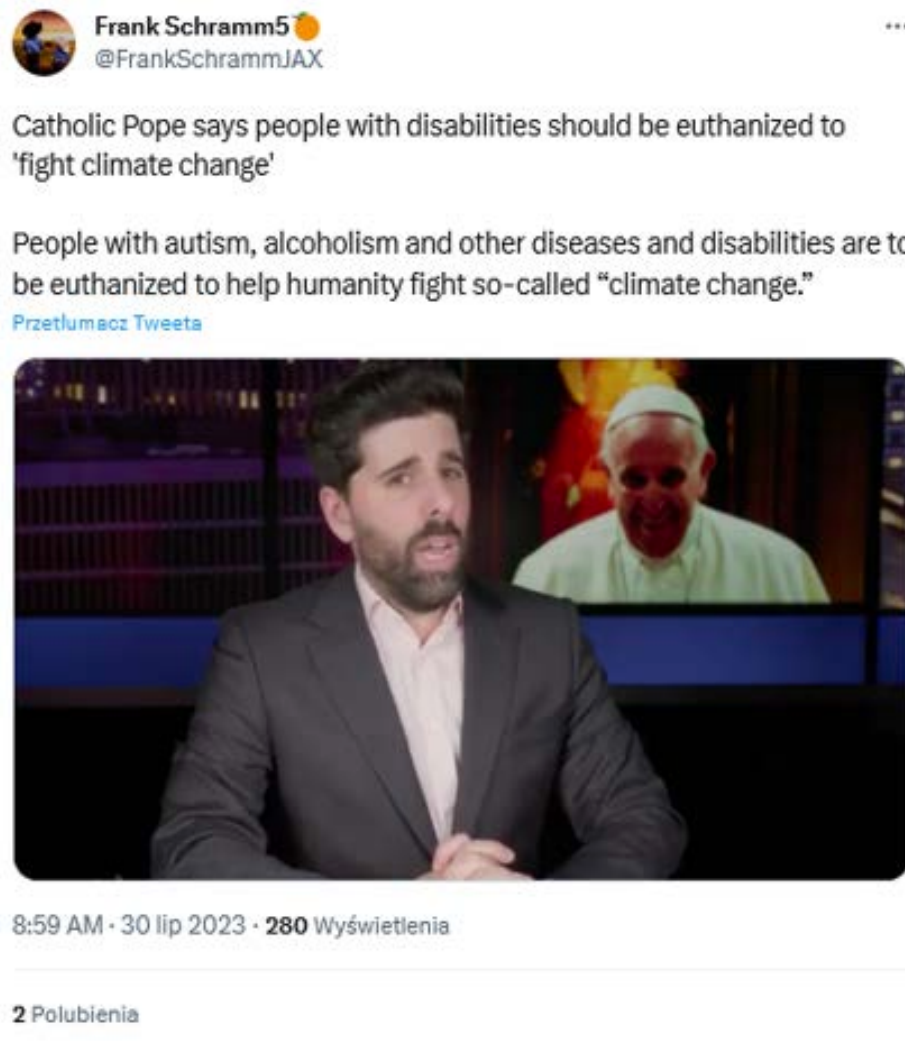 Frank Schramm5🍊
@FrankSchrammJAX
Catholic Pope says people with disabilities should be euthanized to
'fight climate change'
People with autism, alcoholism and other diseases and disabilities are to
be euthanized to help humanity fight so-called “climate change.”
Przetłumacz Tweeta
8:59 AM · 30 lip 2023 · 280 Wyświetlenia
2 Polubienia